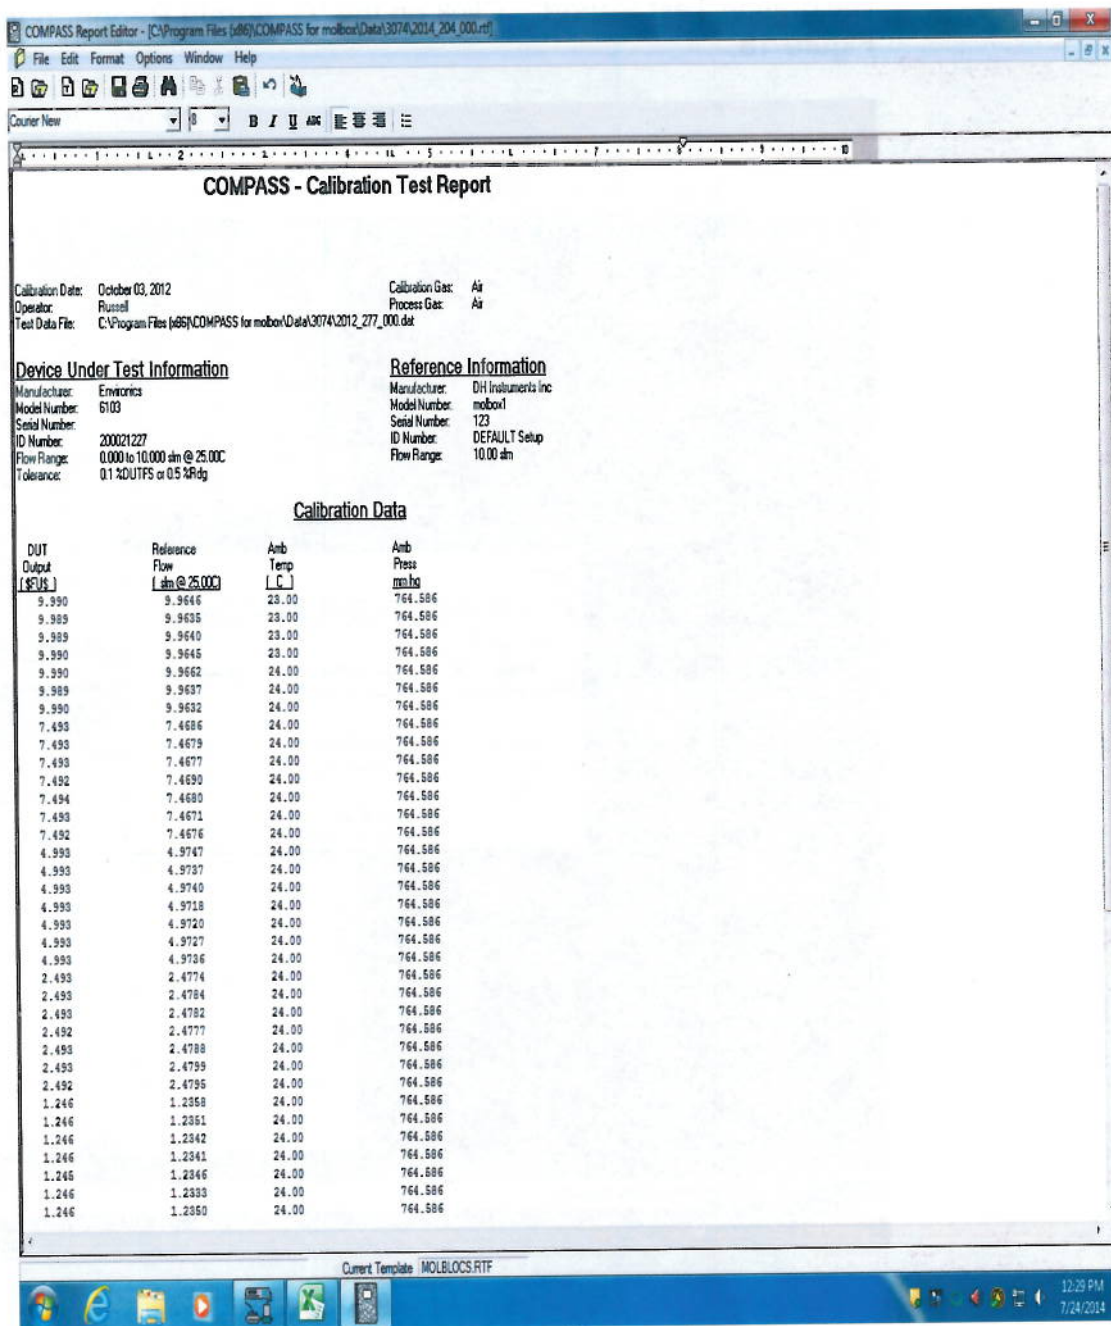 COMPASS Report Editor - [C:\Program Files (x86)\COMPASS for molbox\Data\3074\2014_204_000.rtf]
File Edit Format Options Window Help
Courier New 8 B I U ABC
COMPASS - Calibration Test Report
Calibration Date: October 03, 2012 Calibration Gas: Air
Operator: Russell Process Gas: Air
Test Data File: C:\Program Files (x86)\COMPASS for molbox\Data\3074\2012_277_000.dat
Device Under Test Information Reference Information
Manufacturer: Environics Manufacturer: DH Instruments Inc
Model Number: 6103 Model Number: molbox1
Serial Number: Serial Number: 123
ID Number: 200021227 ID Number: DEFAULT Setup
Flow Range: 0.000 to 10.000 slm @ 25.00C Flow Range: 10.00 slm
Tolerance: 0.1 %DUTFS or 0.5 %Rdg
Calibration Data
DUT Reference Amb Amb
Output Flow Temp Press
( $FU$ ) ( slm @ 25.00C) ( C ) mm hg
9.990 9.9646 23.00 764.586
9.989 9.9635 23.00 764.586
9.989 9.9640 23.00 764.586
9.990 9.9645 23.00 764.586
9.990 9.9662 24.00 764.586
9.989 9.9637 24.00 764.586
9.990 9.9632 24.00 764.586
7.493 7.4686 24.00 764.586
7.493 7.4679 24.00 764.586
7.493 7.4677 24.00 764.586
7.492 7.4690 24.00 764.586
7.494 7.4680 24.00 764.586
7.493 7.4671 24.00 764.586
7.492 7.4676 24.00 764.586
4.993 4.9747 24.00 764.586
4.993 4.9737 24.00 764.586
4.993 4.9740 24.00 764.586
4.993 4.9718 24.00 764.586
4.993 4.9720 24.00 764.586
4.993 4.9727 24.00 764.586
4.993 4.9736 24.00 764.586
2.493 2.4774 24.00 764.586
2.493 2.4784 24.00 764.586
2.493 2.4782 24.00 764.586
2.492 2.4777 24.00 764.586
2.493 2.4788 24.00 764.586
2.493 2.4799 24.00 764.586
2.492 2.4795 24.00 764.586
1.246 1.2358 24.00 764.586
1.246 1.2351 24.00 764.586
1.246 1.2342 24.00 764.586
1.246 1.2341 24.00 764.586
1.245 1.2346 24.00 764.586
1.246 1.2333 24.00 764.586
1.246 1.2350 24.00 764.586
Current Template MOLBLOCS.RTF
12:29 PM
7/24/2014